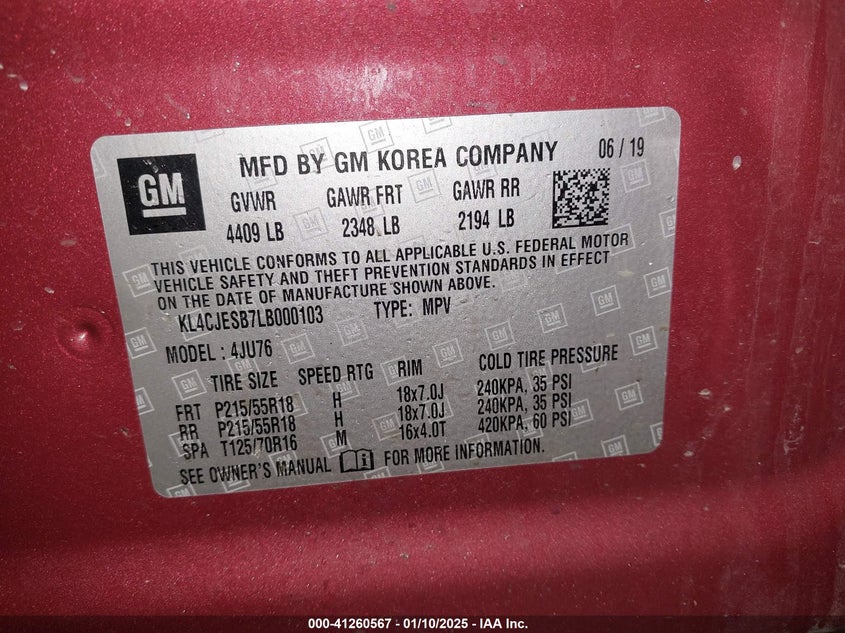 GM
MFD BY GM KOREA COMPANY 06 / 19
GVWR GAWR FRT GAWR RR
4409 LB 2348 LB 2194 LB
THIS VEHICLE CONFORMS TO ALL APPLICABLE U.S. FEDERAL MOTOR
VEHICLE SAFETY AND THEFT PREVENTION STANDARDS IN EFFECT
ON THE DATE OF MANUFACTURE SHOWN ABOVE.
KL4CJESB7LB000103 TYPE: MPV
MODEL : 4JU76
TIRE SIZE SPEED RTG RIM COLD TIRE PRESSURE
FRT P215/55R18 H 18x7.0J 240KPA, 35 PSI
RR P215/55R18 H 18x7.0J 240KPA, 35 PSI
SPA T125/70R16 M 16x4.0T 420KPA, 60 PSI
SEE OWNER'S MANUAL FOR MORE INFORMATION.
000-41260567 - 01/10/2025 - IAA Inc.